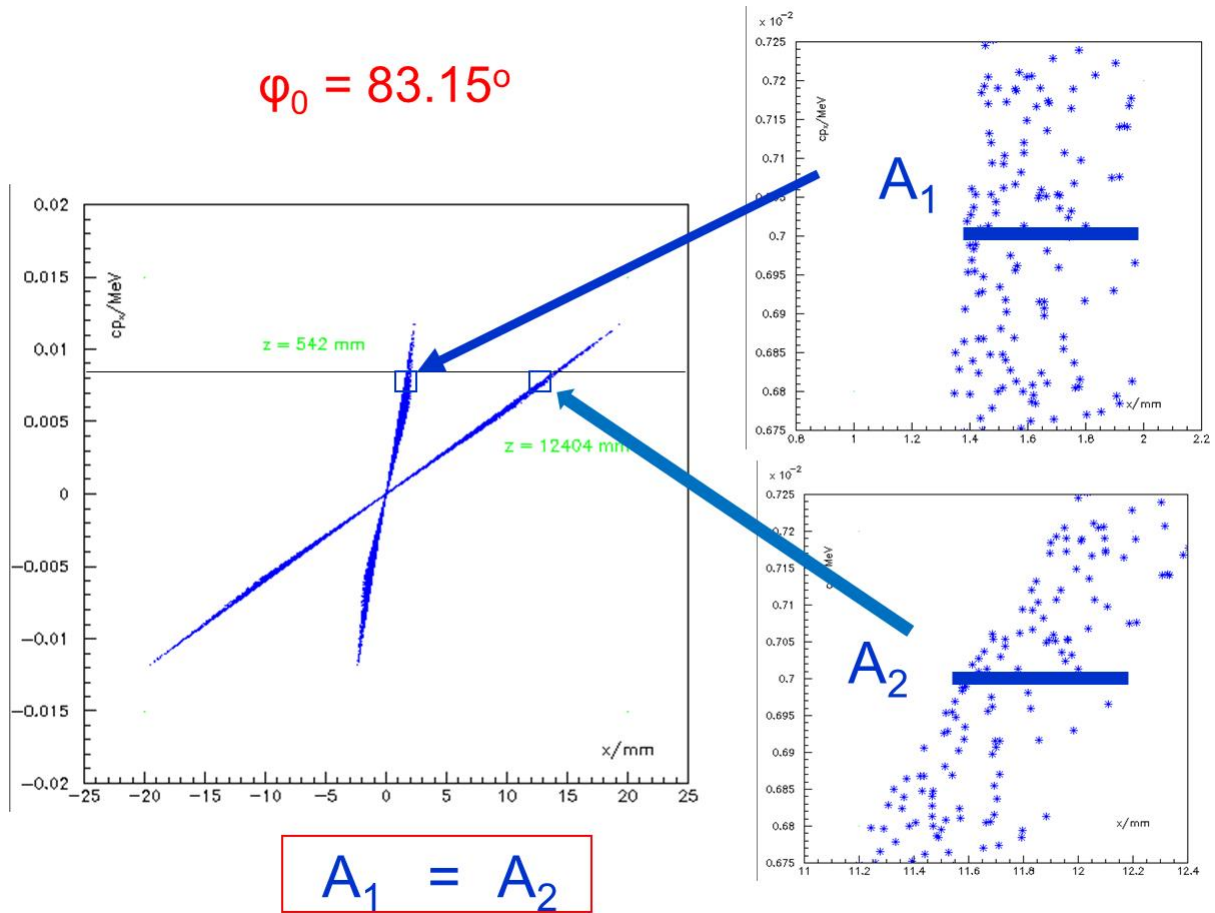 φ₀ = 83.15°
0.02
0.015
0.01
0.005
0
−0.005
−0.01
−0.015
−0.02
cpₓ/MeV
z = 542 mm
z = 12404 mm
x/mm
−25 −20 −15 −10 −5 0 5 10 15 20 25
A₁ = A₂
x 10⁻²
0.725
0.72
0.715
0.71
0.7
0.695
0.69
0.685
0.68
0.675
cpₓ/MeV
A₁
x/mm
0.8 1 1.2 1.4 1.6 1.8 2 2.2
x 10⁻²
0.725
0.72
0.715
0.71
0.705
0.7
0.695
0.69
0.685
0.68
0.675
MeV
A₂
x/mm
11 11.2 11.4 11.6 11.8 12 12.2 12.4